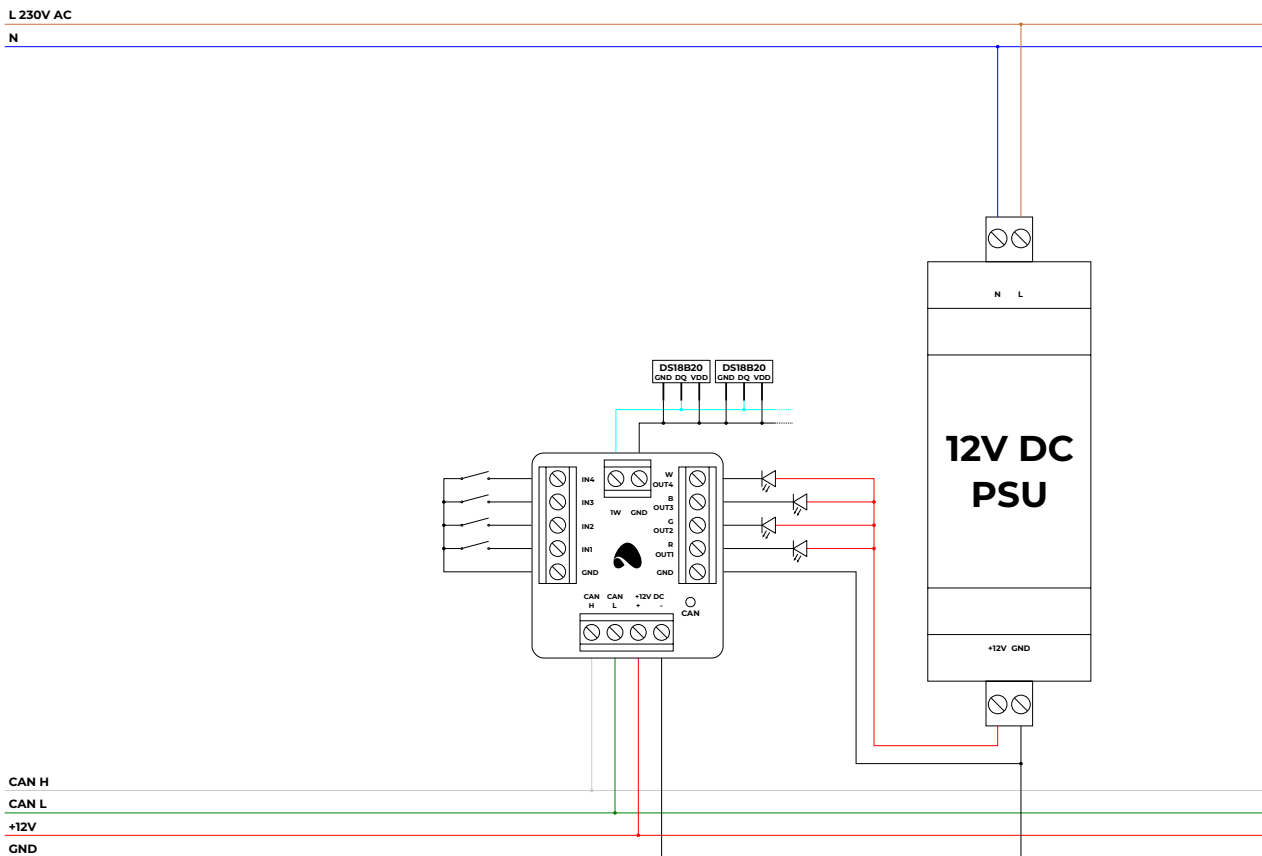 L 230V AC
N
N L
DS18B20 DS18B20
GND DQ VDD GND DQ VDD
12V DC
PSU
IN4
IN3
IN2
IN1
GND
1W GND
W
OUT4
B
OUT3
G
OUT2
R
OUT1
GND
CAN CAN +12V DC
H L + -
CAN
+12V GND
CAN H
CAN L
+12V
GND